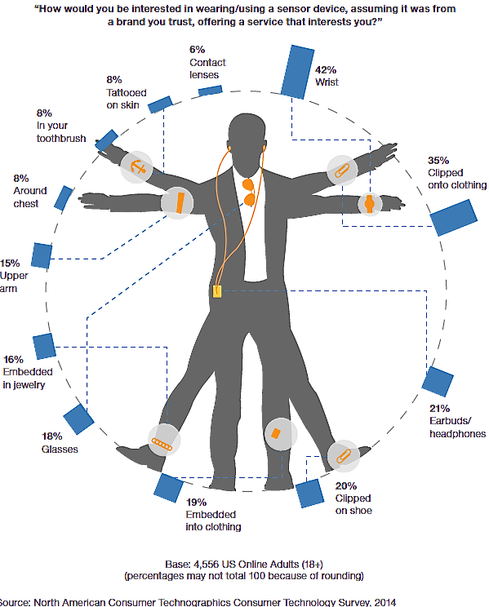 “How would you be interested in wearing/using a sensor device, assuming it was from
a brand you trust, offering a service that interests you?”
6%
Contact
lenses
42%
Wrist
8%
Tattooed
on skin
8%
In your
toothbrush
35%
Clipped
onto clothing
8%
Around
chest
15%
Upper
arm
16%
Embedded
in jewelry
21%
Earbuds/
headphones
18%
Glasses
20%
Clipped
on shoe
19%
Embedded
into clothing
Base: 4,556 US Online Adults (18+)
(percentages may not total 100 because of rounding)
Source: North American Consumer Technographics Consumer Technology Survey, 2014